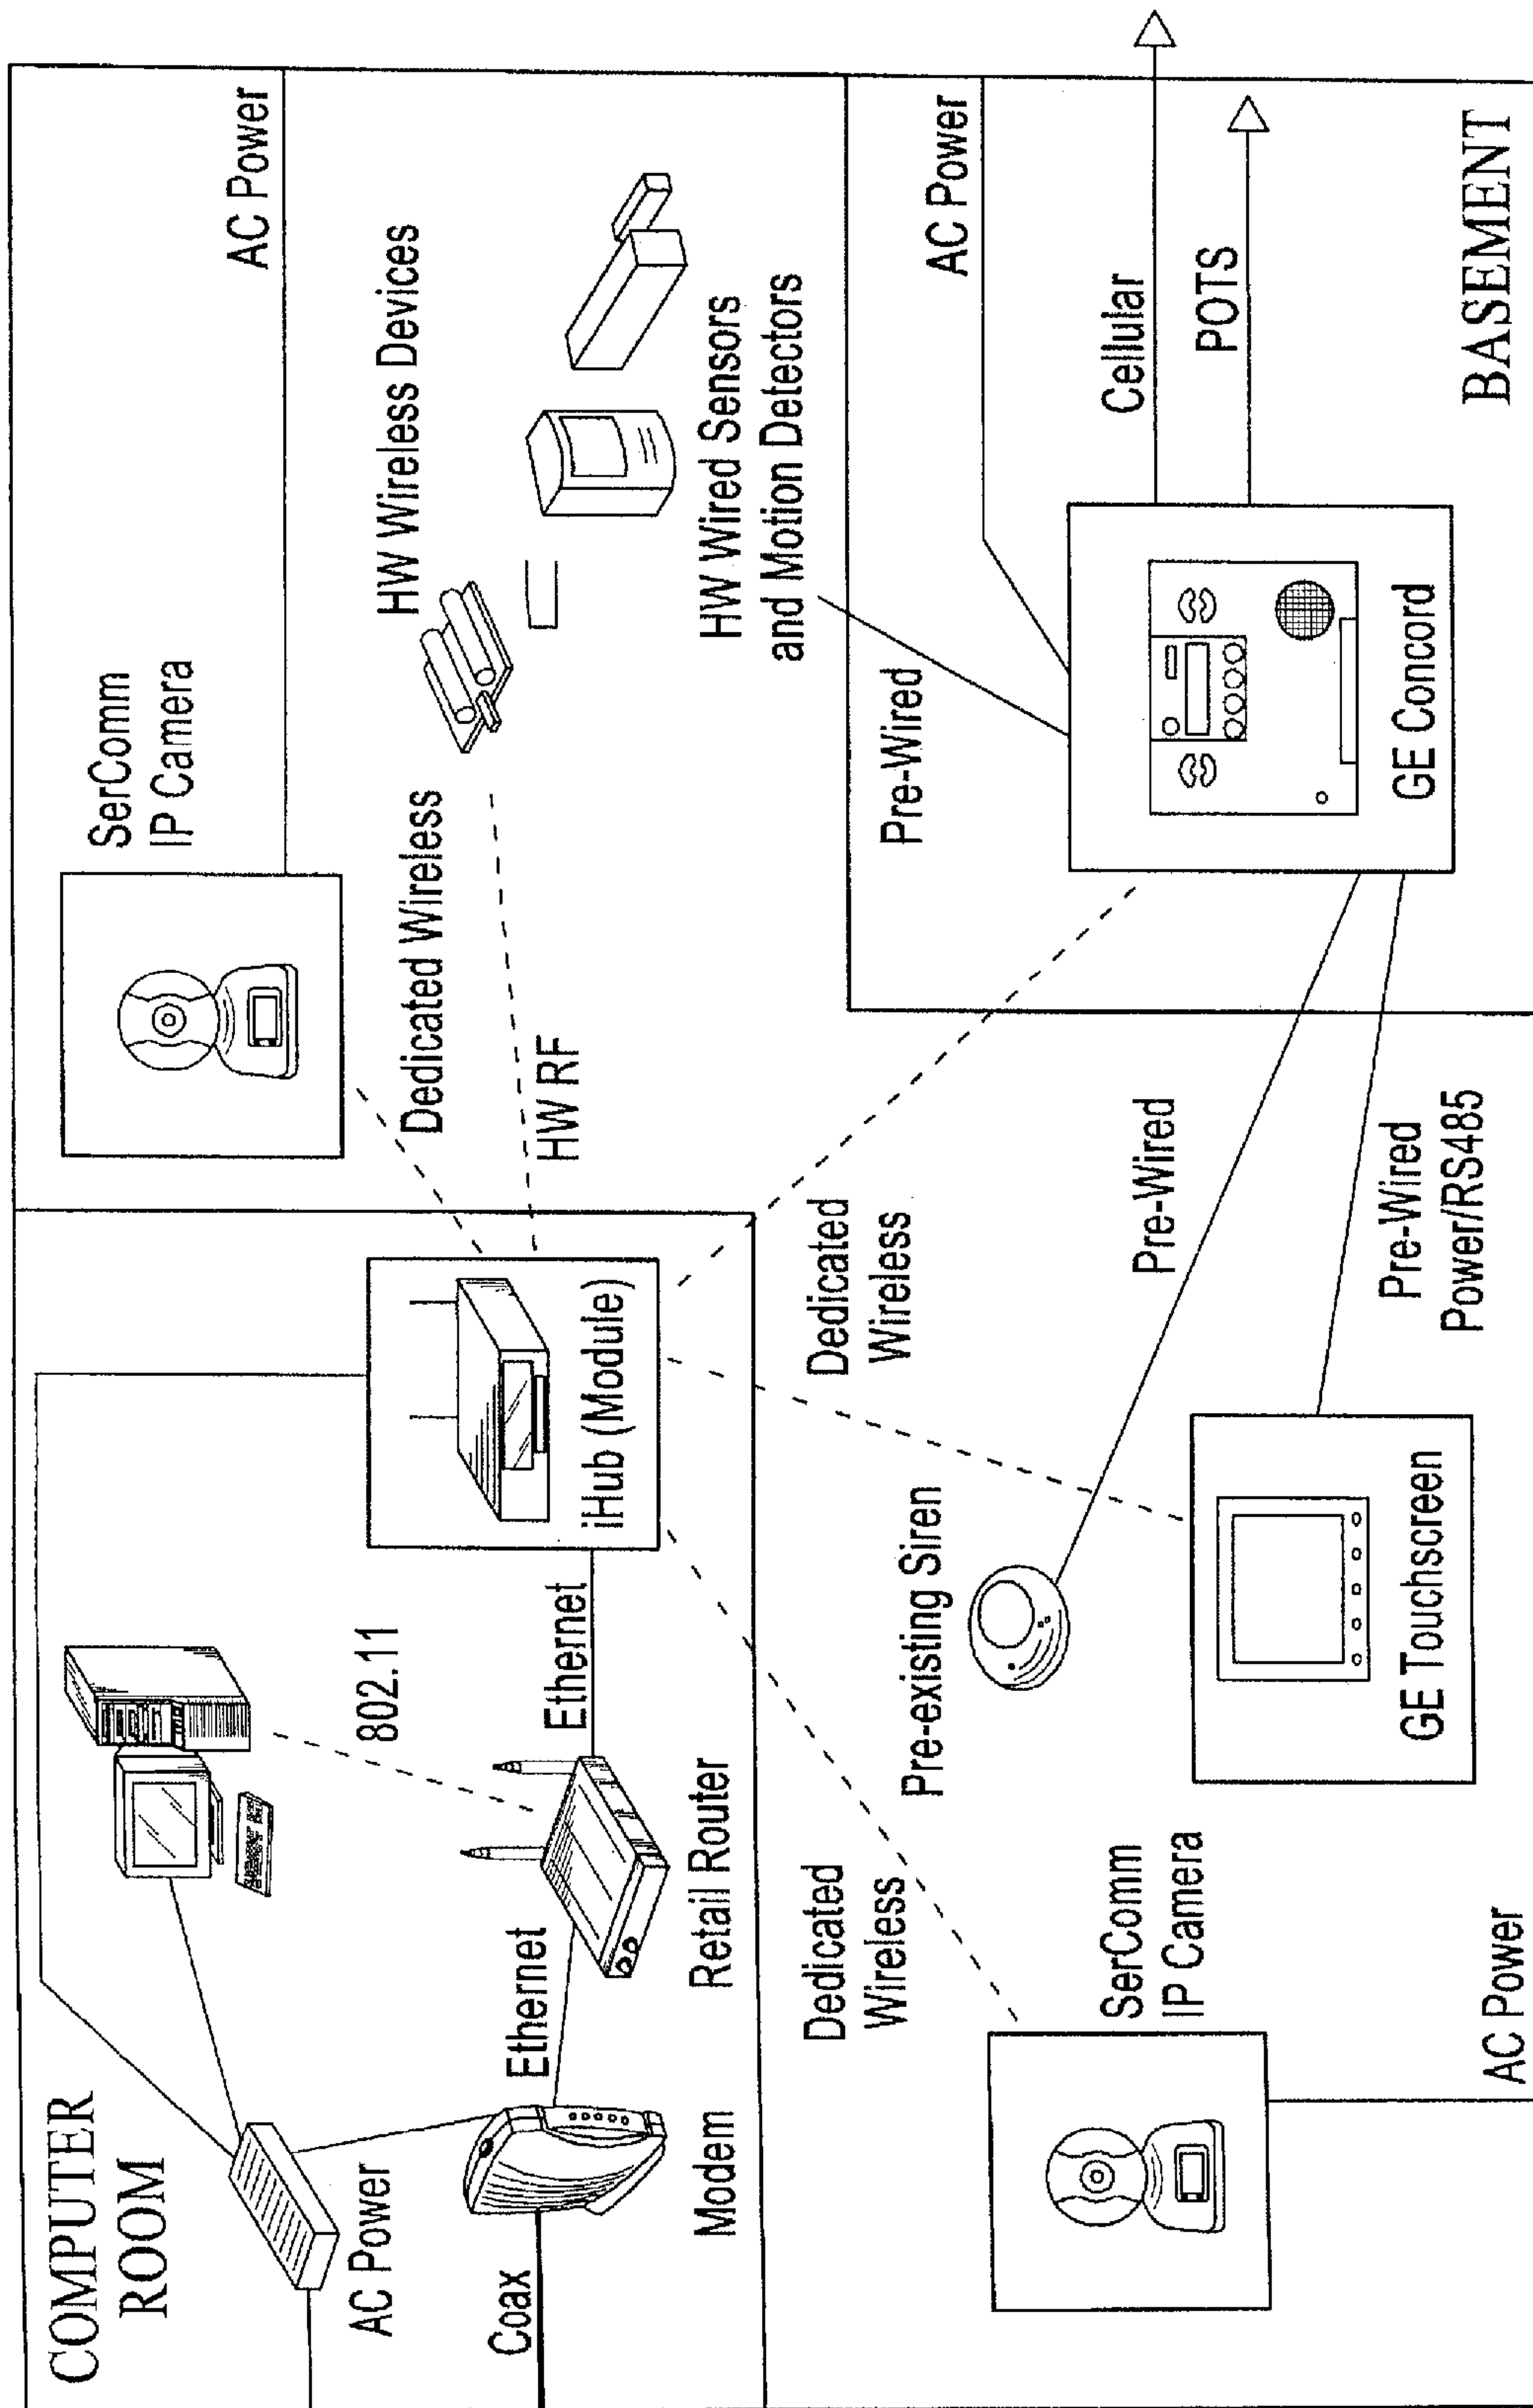 COMPUTER
ROOM
AC Power
Coax
Modem
Ethernet
Retail Router
802.11
Ethernet
iHub (Module)
SerComm
IP Camera
AC Power
Dedicated Wireless
HW RF
HW Wireless Devices
HW Wired Sensors
and Motion Detectors
Dedicated
Wireless
SerComm
IP Camera
AC Power
Pre-existing Siren
GE Touchscreen
Dedicated
Wireless
Pre-Wired
Pre-Wired
Power/RS485
Pre-Wired
AC Power
Cellular
POTS
GE Concord
BASEMENT